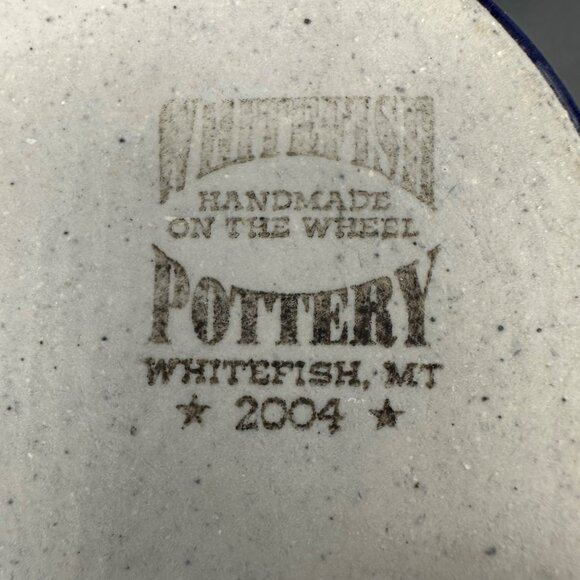 WHITEFISH
HANDMADE
ON THE WHEEL
POTTERY
WHITEFISH, MT
★ 2004 ★